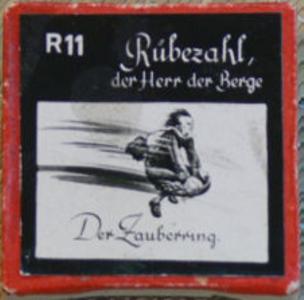 R11
Rübezahl,
der Herr der Berge
Der Zauberring.